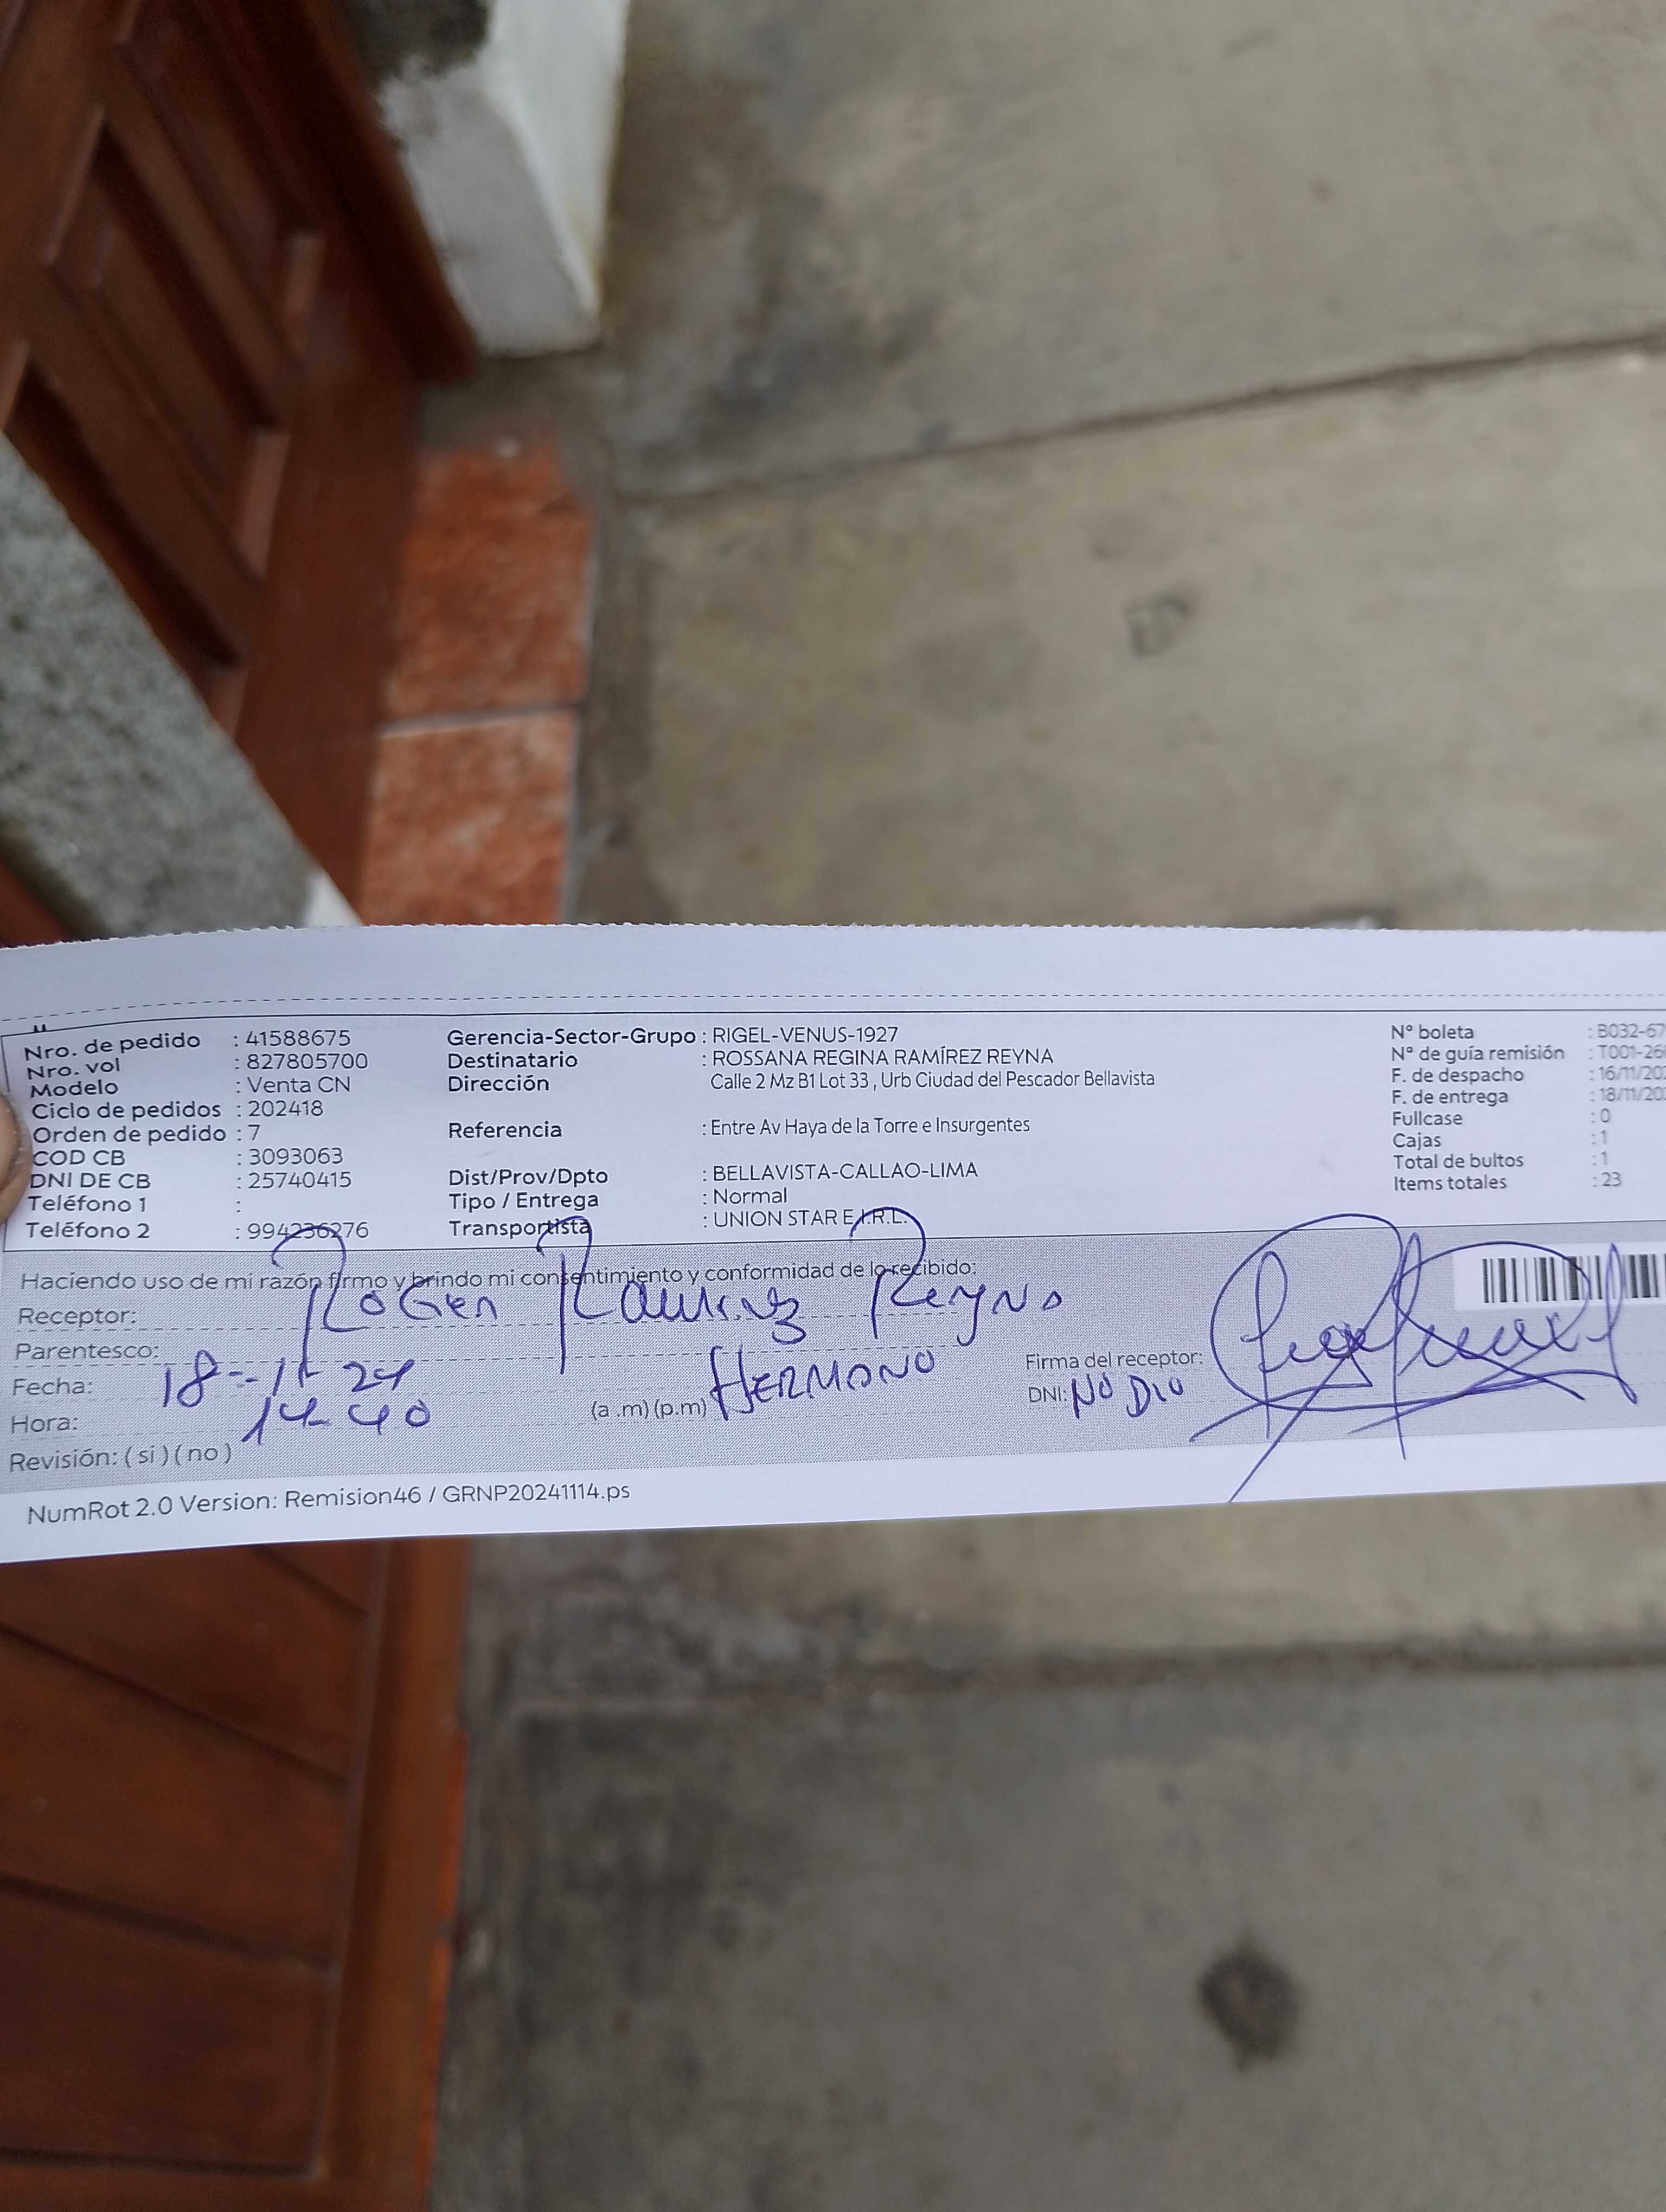 Nro. de pedido : 41588675 Gerencia-Sector-Grupo : RIGEL-VENUS-1927 N° boleta : B032-67
Nro. vol : 827805700 Destinatario : ROSSANA REGINA RAMÍREZ REYNA N° de guía remisión : T001-26
Modelo : Venta CN Dirección Calle 2 Mz B1 Lot 33 , Urb Ciudad del Pescador Bellavista F. de despacho : 16/11/202
Ciclo de pedidos : 202418 F. de entrega : 18/11/202
Orden de pedido : 7 Referencia : Entre Av Haya de la Torre e Insurgentes Fullcase : 0
COD CB : 3093063 Cajas : 1
DNI DE CB : 25740415 Dist/Prov/Dpto : BELLAVISTA-CALLAO-LIMA Total de bultos : 1
Teléfono 1 : Tipo / Entrega : Normal Items totales : 23
Teléfono 2 : 994236276 Transportista : UNION STAR E.I.R.L.
Haciendo uso de mi razón firmo y brindo mi consentimiento y conformidad de lo recibido:
Receptor: Roger Ramirez Reyna
Parentesco: HERMANO Firma del receptor:
Fecha: 18-11-24 DNI: NO DIO
Hora: 14-40 (a .m) (p.m)
Revisión: ( si ) ( no )
NumRot 2.0 Version: Remision46 / GRNP20241114.ps